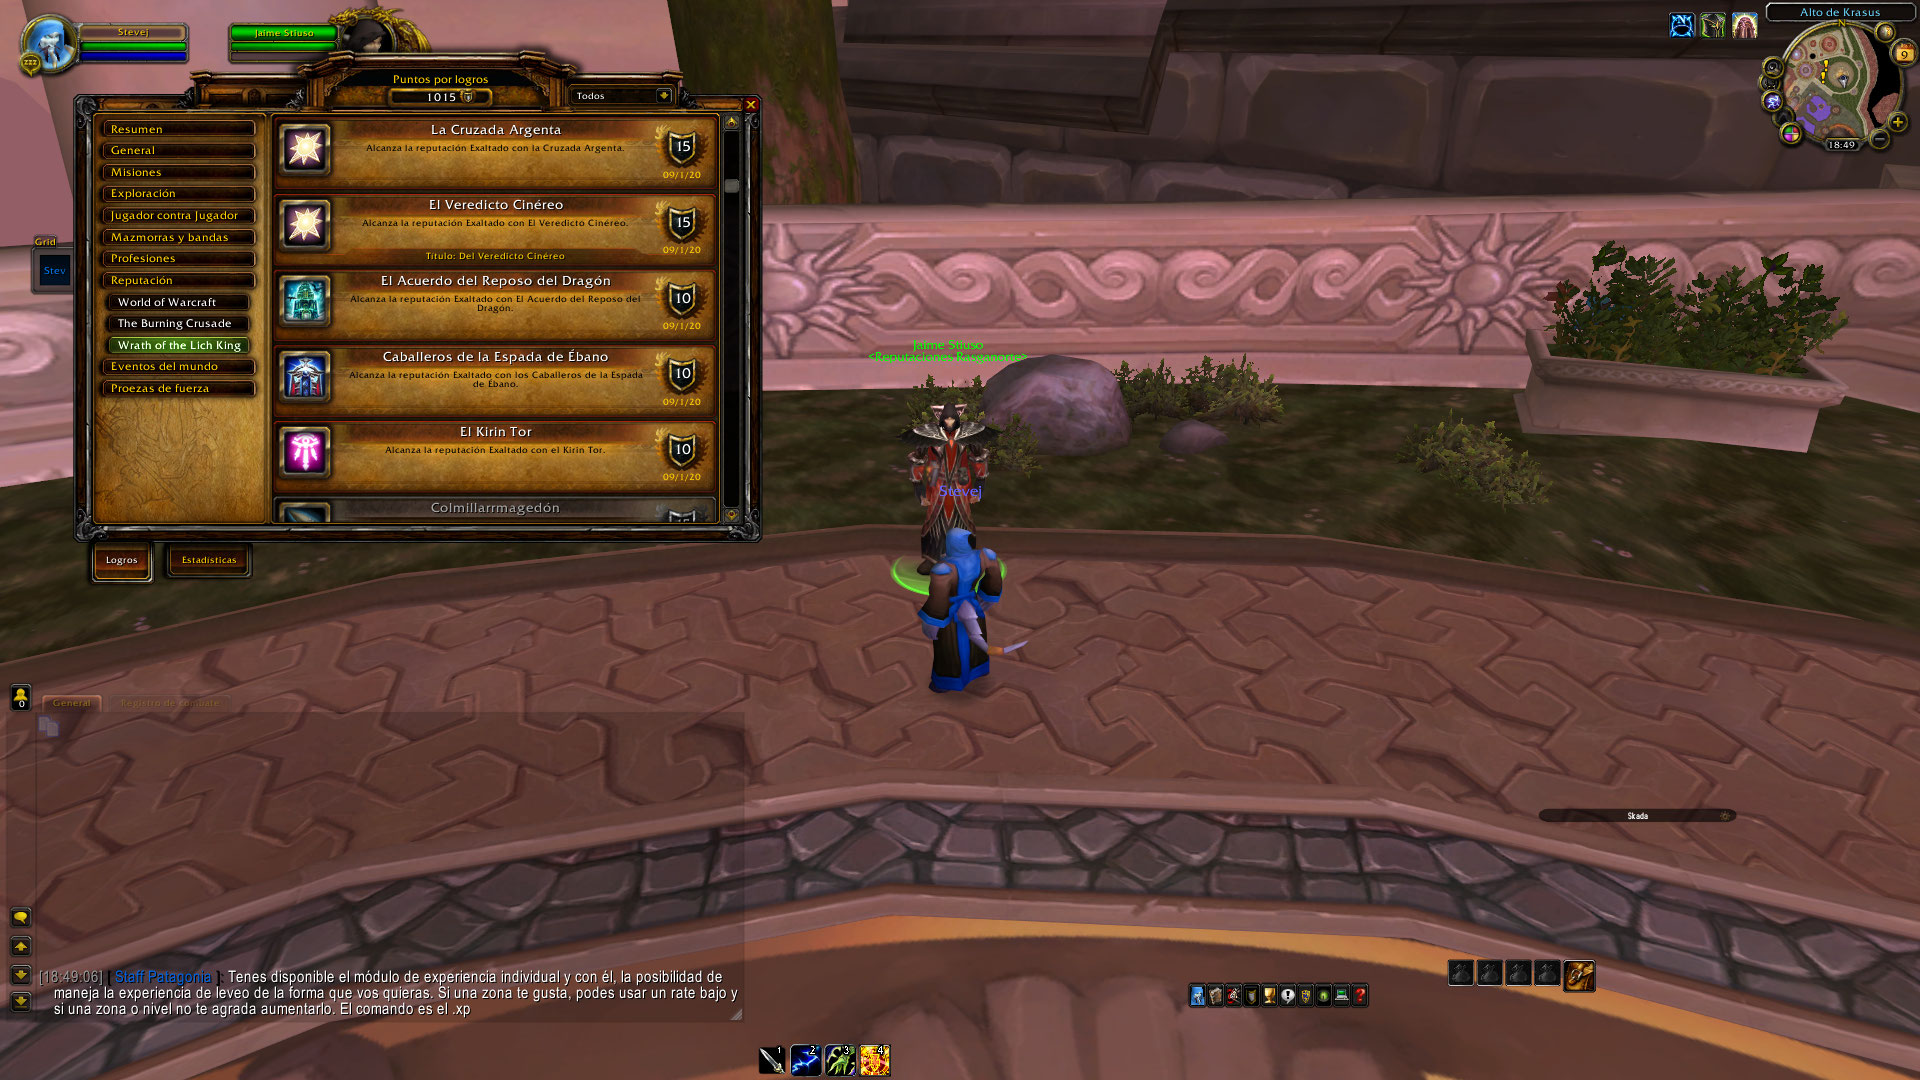 Stevej
Jaime Stiuso
Alto de Krasus
N
9
18:49
zzz
Puntos por logros
1015
Todos
Resumen
General
Misiones
Exploración
Jugador contra Jugador
Mazmorras y bandas
Profesiones
Reputación
World of Warcraft
The Burning Crusade
Wrath of the Lich King
Eventos del mundo
Proezas de fuerza
La Cruzada Argenta
Alcanza la reputación Exaltado con la Cruzada Argenta.
15
09/1/20
El Veredicto Cinéreo
Alcanza la reputación Exaltado con El Veredicto Cinéreo.
15
09/1/20
Título: Del Veredicto Cinéreo
El Acuerdo del Reposo del Dragón
Alcanza la reputación Exaltado con El Acuerdo del Reposo del
Dragón.
10
09/1/20
Caballeros de la Espada de Ébano
Alcanza la reputación Exaltado con los Caballeros de la Espada
de Ébano.
10
09/1/20
El Kirin Tor
Alcanza la reputación Exaltado con el Kirin Tor.
10
09/1/20
Colmillarrmagedón
Logros
Estadísticas
Grid
Stev
Jaime Stiuso
<Reputaciones Rasganorte>
Stevej
0
General
Registro de combate
Skada
[18:49:06] [ Staff Patagonia ]: Tenes disponible el módulo de experiencia individual y con él, la posibilidad de
maneja la experiencia de leveo de la forma que vos quieras. Si una zona te gusta, podes usar un rate bajo y
si una zona o nivel no te agrada aumentarlo. El comando es el .xp
1
2
3
4